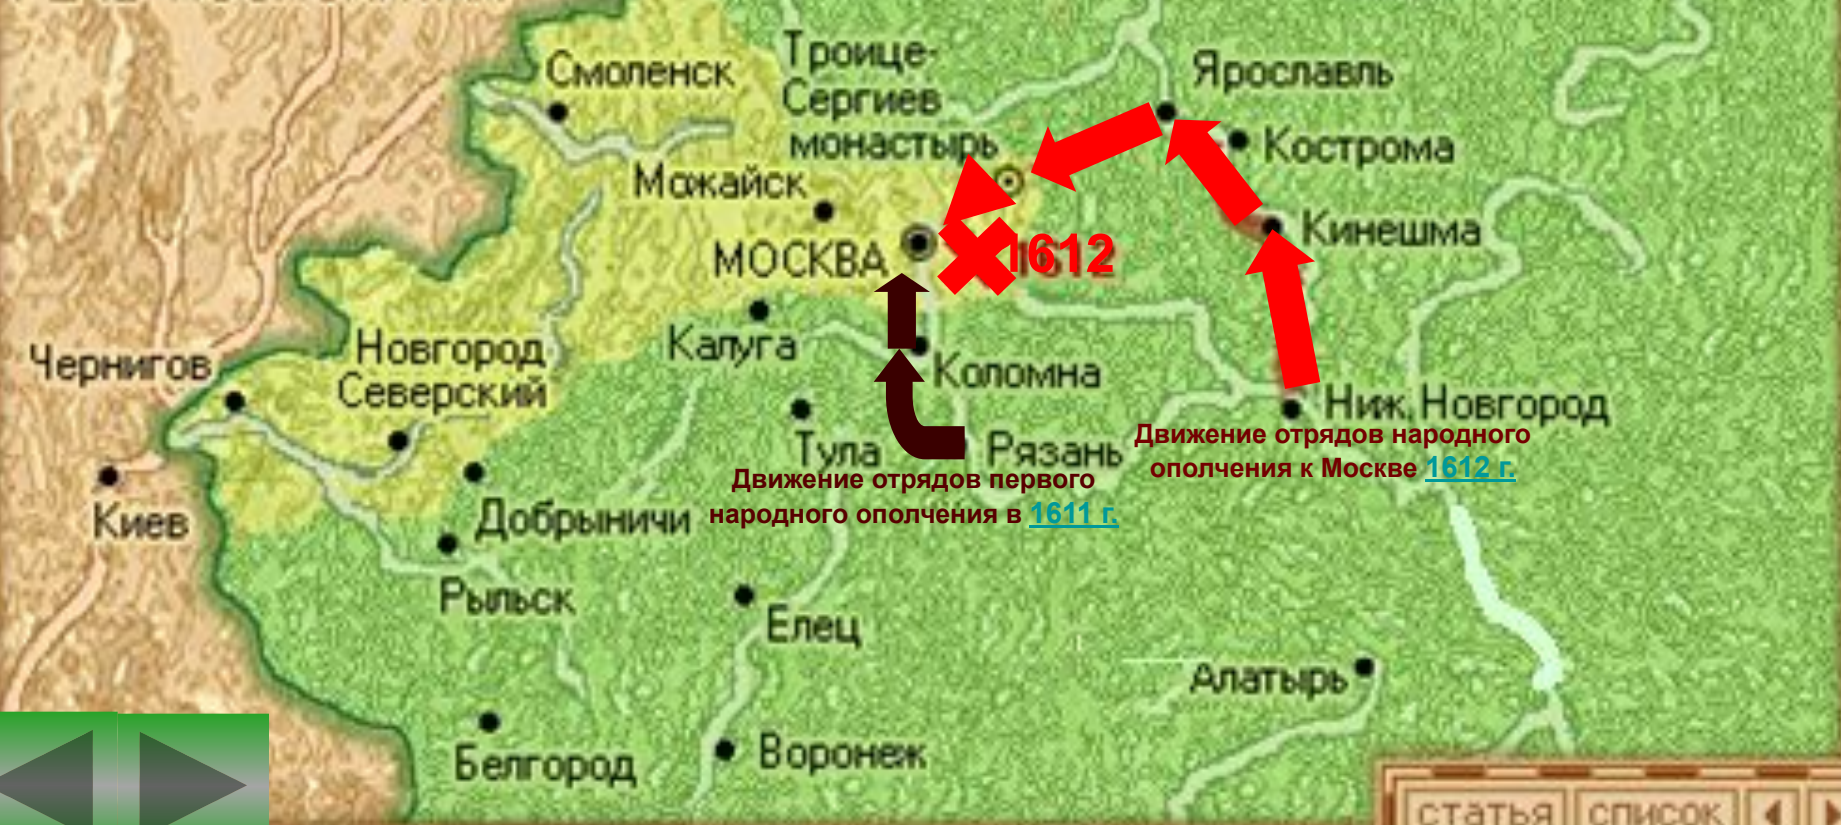 Смоленск
Троице-
Сергиев
монастырь
Ярославль
Кострома
Можайск
МОСКВА
1612
Кинешма
Чернигов
Новгород
Северский
Калуга
Коломна
Ниж. Новгород
Тула
Рязань
Движение отрядов народного
ополчения к Москве 1612 г.
Движение отрядов первого
народного ополчения в 1611 г.
Киев
Добрыничи
Рыльск
Елец
Алатырь
Белгород
Воронеж
статья
список